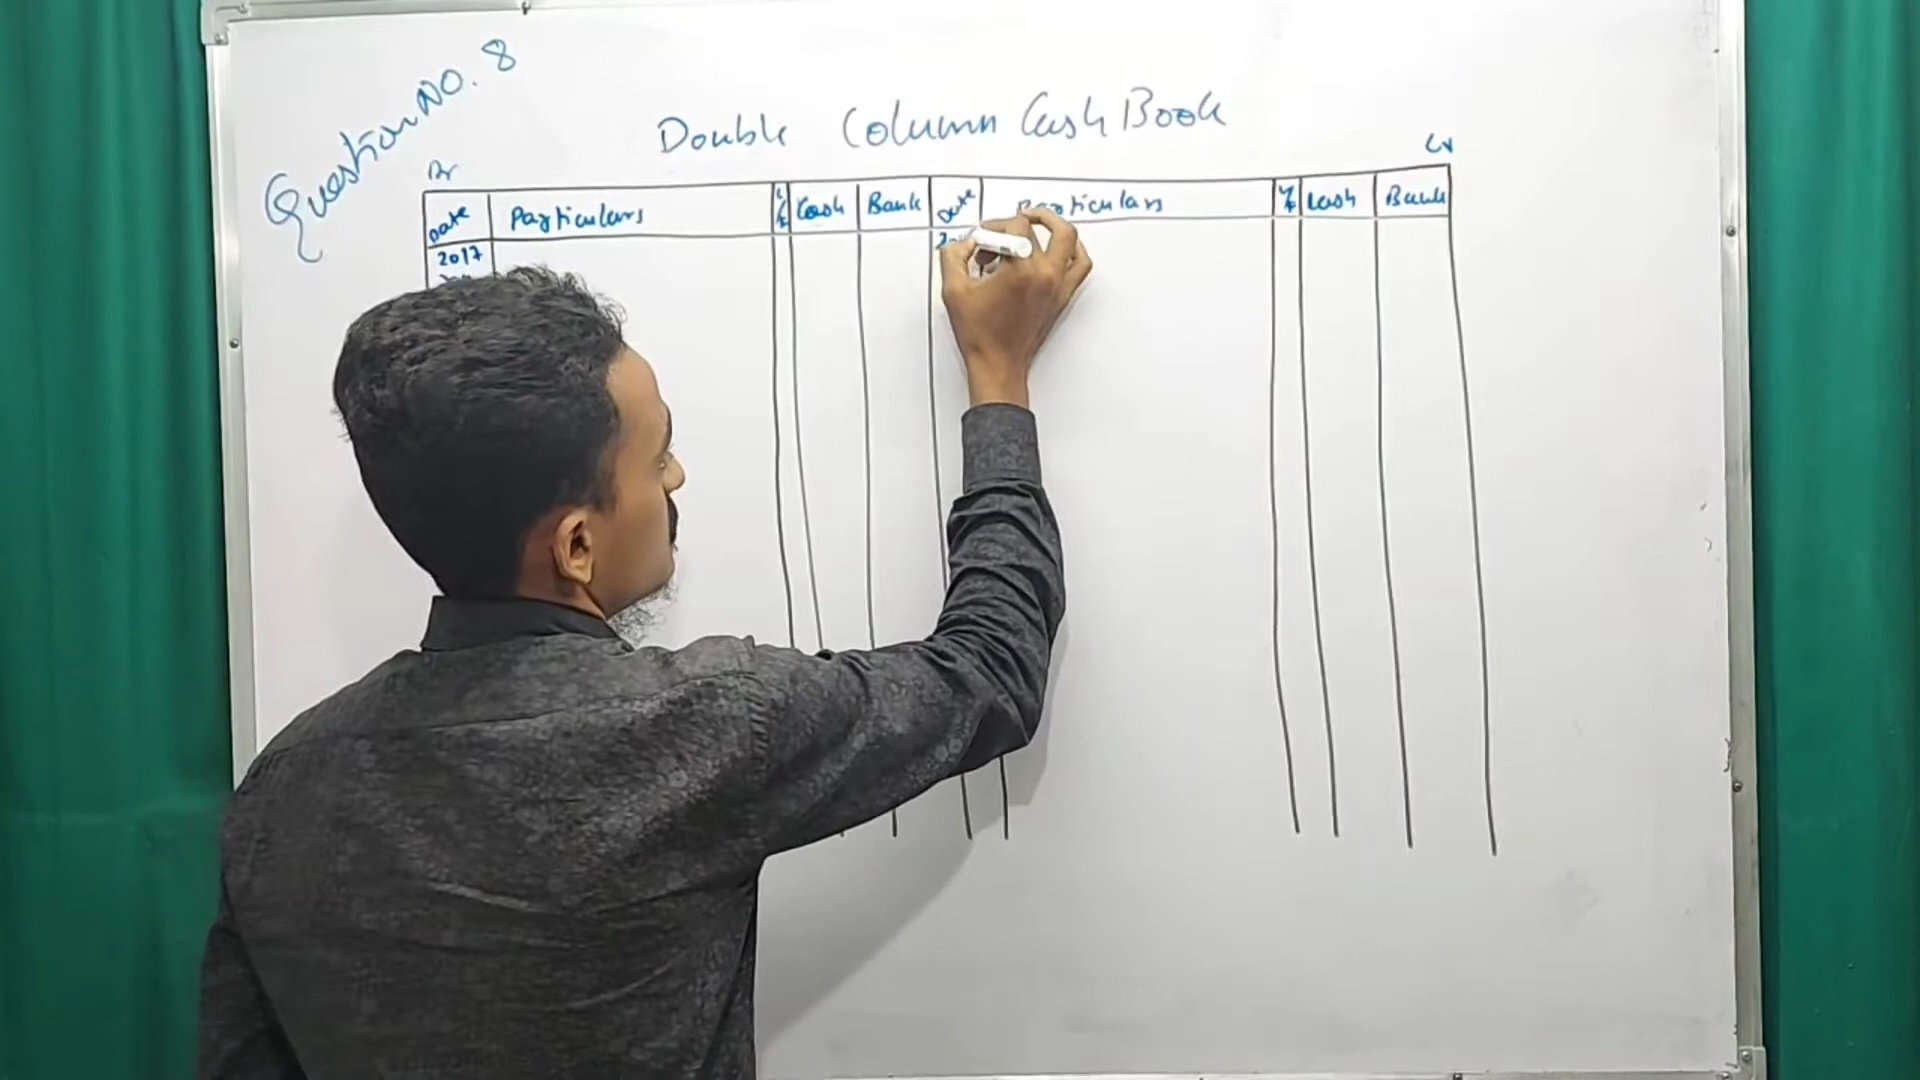 Question NO. 8
Double Column Cash Book
Dr
Cr
Date Particulars L/F Cash Bank Date Particulars L/F Cash Bank
2017